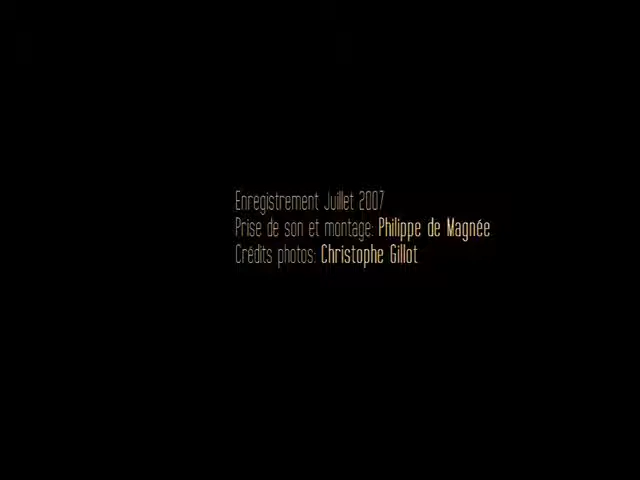 Enregistrement Juillet 2007
Prise de son et montage: Philippe de Magnée
Crédits photos: Christophe Gillot